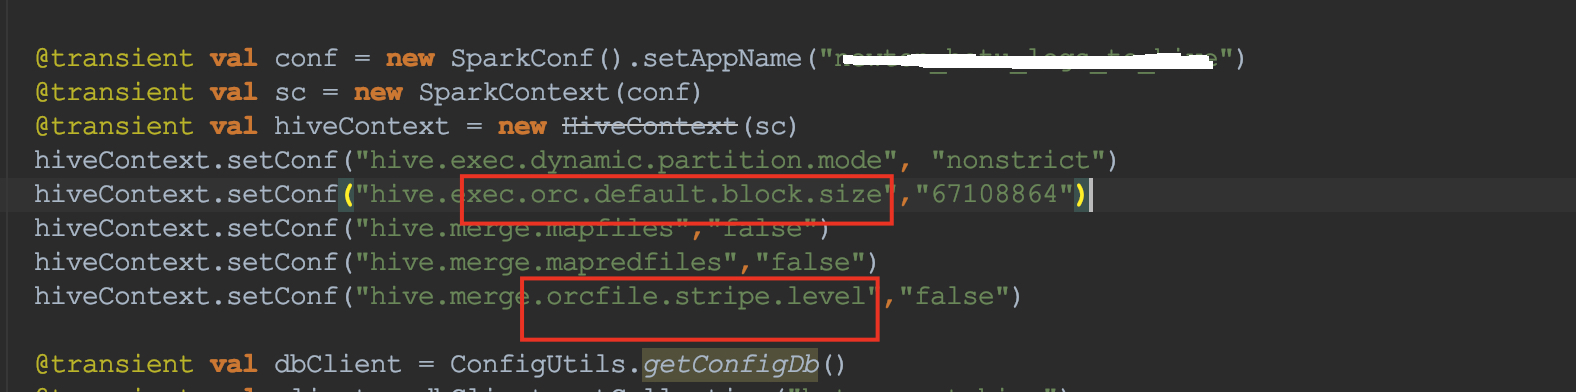 @transient val conf = new SparkConf().setAppName("")
@transient val sc = new SparkContext(conf)
@transient val hiveContext = new HiveContext(sc)
hiveContext.setConf("hive.exec.dynamic.partition.mode", "nonstrict")
hiveContext.setConf("hive.exec.orc.default.block.size","67108864")
hiveContext.setConf("hive.merge.mapfiles","false")
hiveContext.setConf("hive.merge.mapredfiles","false")
hiveContext.setConf("hive.merge.orcfile.stripe.level","false")
@transient val dbClient = ConfigUtils.getConfigDb()